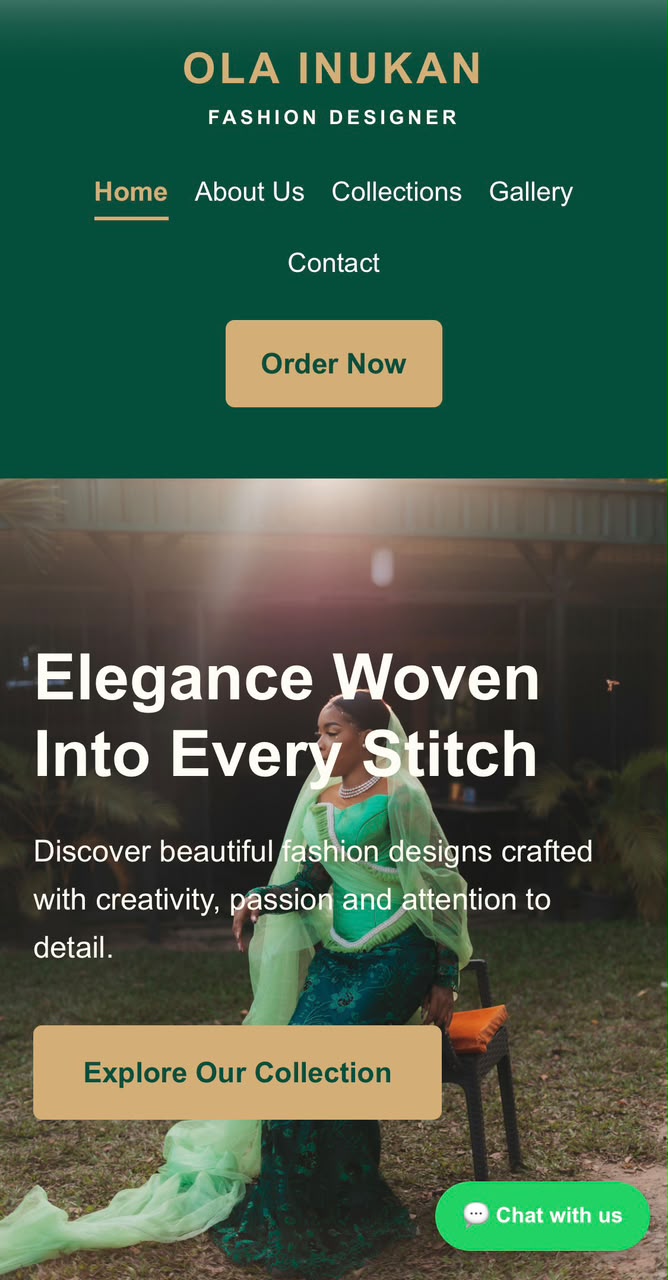 OLA INUKAN
FASHION DESIGNER
Home About Us Collections Gallery
Contact
Order Now
Elegance Woven
Into Every Stitch
Discover beautiful fashion designs crafted
with creativity, passion and attention to
detail.
Explore Our Collection
💬 Chat with us